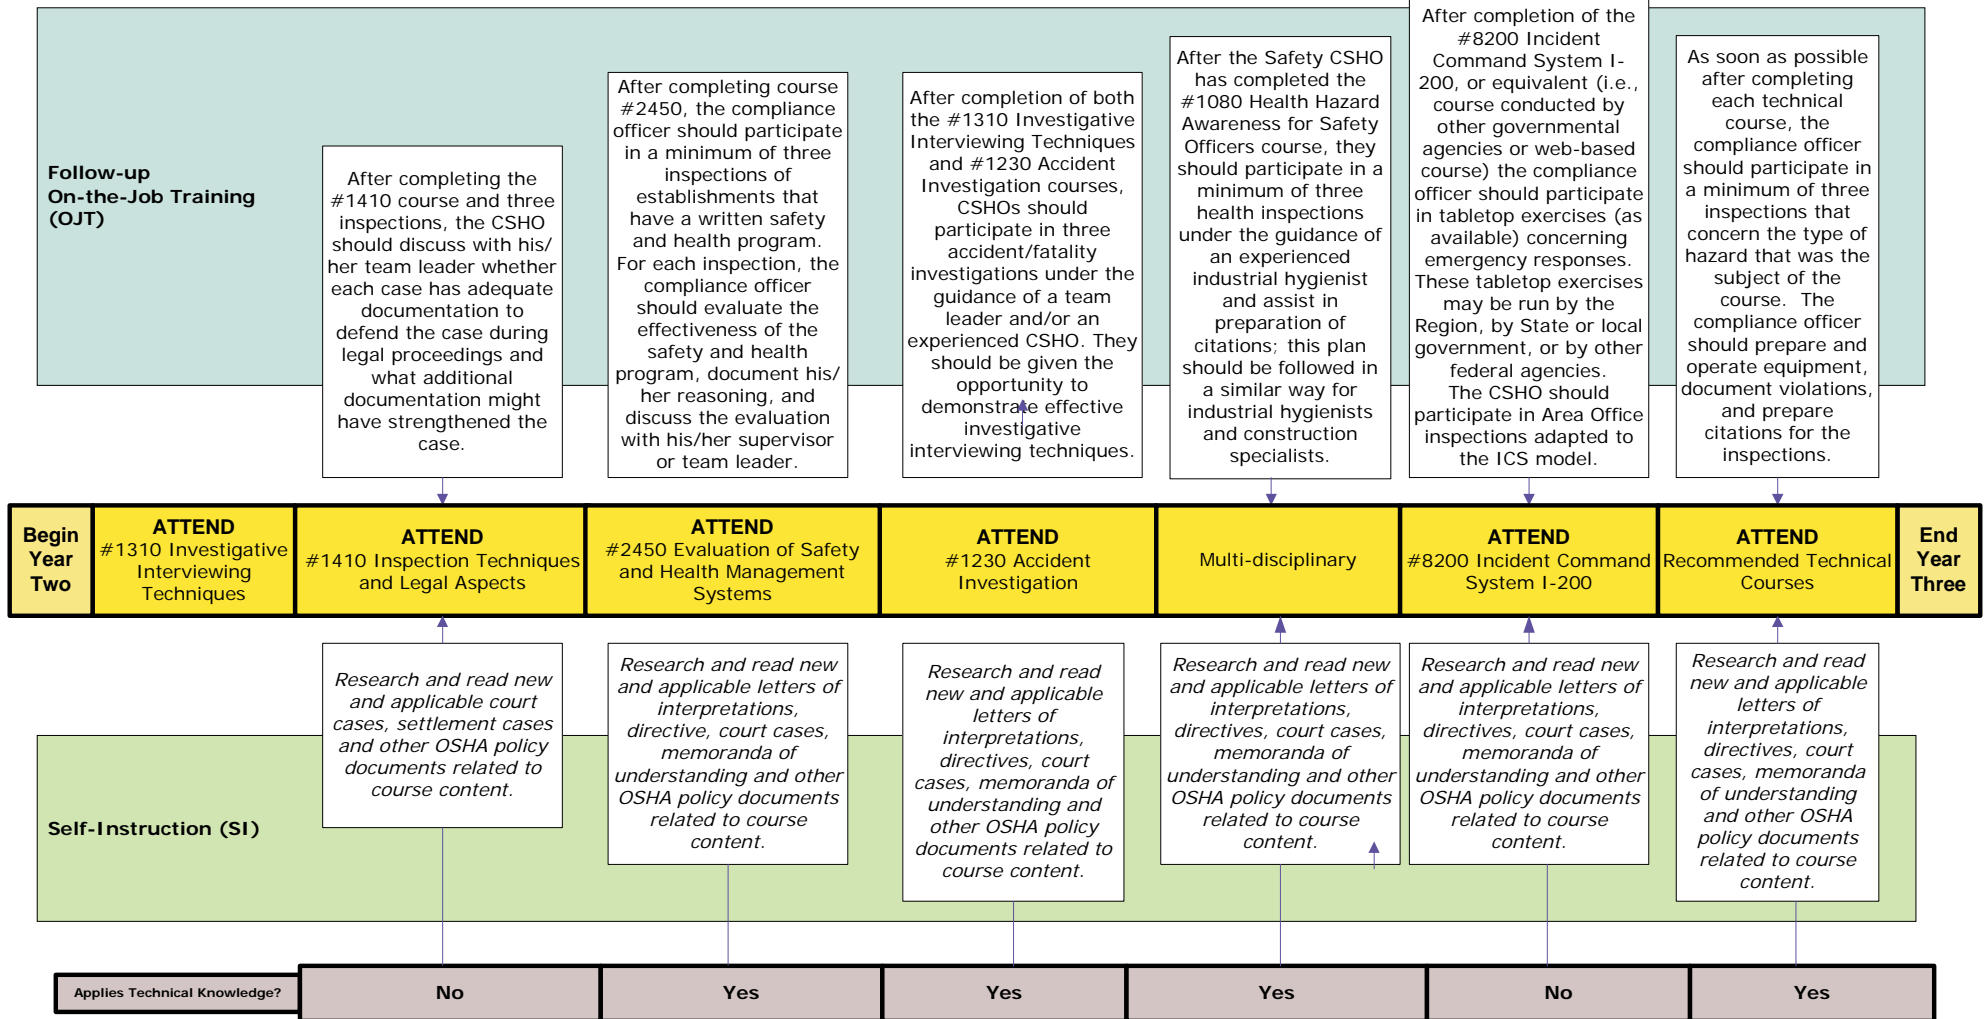 Follow-up
On-the-Job Training
(OJT)
After completing the
#1410 course and three
inspections, the CSHO
should discuss with his/
her team leader whether
each case has adequate
documentation to
defend the case during
legal proceedings and
what additional
documentation might
have strengthened the
case.
After completing course
#2450, the compliance
officer should participate
in a minimum of three
inspections of
establishments that
have a written safety
and health program.
For each inspection, the
compliance officer
should evaluate the
effectiveness of the
safety and health
program, document his/
her reasoning, and
discuss the evaluation
with his/her supervisor
or team leader.
After completion of both
the #1310 Investigative
Interviewing Techniques
and #1230 Accident
Investigation courses,
CSHOs should
participate in three
accident/fatality
investigations under the
guidance of a team
leader and/or an
experienced CSHO. They
should be given the
opportunity to
demonstrate effective
investigative
interviewing techniques.
After the Safety CSHO
has completed the
#1080 Health Hazard
Awareness for Safety
Officers course, they
should participate in a
minimum of three
health inspections
under the guidance of
an experienced
industrial hygienist
and assist in
preparation of
citations; this plan
should be followed in
a similar way for
industrial hygienists
and construction
specialists.
After completion of the
#8200 Incident
Command System I-
200, or equivalent (i.e.,
course conducted by
other governmental
agencies or web-based
course) the compliance
officer should participate
in tabletop exercises (as
available) concerning
emergency responses.
These tabletop exercises
may be run by the
Region, by State or local
government, or by other
federal agencies.
The CSHO should
participate in Area Office
inspections adapted to
the ICS model.
As soon as possible
after completing
each technical
course, the
compliance officer
should participate in
a minimum of three
inspections that
concern the type of
hazard that was the
subject of the
course.  The
compliance officer
should prepare and
operate equipment,
document violations,
and prepare
citations for the
inspections.
Begin
Year
Two
ATTEND
#1310 Investigative
Interviewing
Techniques
ATTEND
#1410 Inspection Techniques
and Legal Aspects
ATTEND
#2450 Evaluation of Safety
and Health Management
Systems
ATTEND
#1230 Accident
Investigation
Multi-disciplinary
ATTEND
#8200 Incident Command
System I-200
ATTEND
Recommended Technical
Courses
End
Year
Three
Self-Instruction (SI)
Research and read new
and applicable court
cases, settlement cases
and other OSHA policy
documents related to
course content.
Research and read new
and applicable letters of
interpretations,
directive, court cases,
memoranda of
understanding and other
OSHA policy documents
related to course
content.
Research and read
new and applicable
letters of
interpretations,
directives, court
cases, memoranda of
understanding and
other OSHA policy
documents related to
course content.
Research and read new
and applicable letters of
interpretations,
directives, court cases,
memoranda of
understanding and other
OSHA policy documents
related to course
content.
Research and read new
and applicable letters of
interpretations,
directives, court cases,
memoranda of
understanding and other
OSHA policy documents
related to course
content.
Research and read
new and applicable
letters of
interpretations,
directives, court
cases, memoranda
of understanding
and other OSHA
policy documents
related to course
content.
Applies Technical Knowledge?
No
Yes
Yes
Yes
No
Yes